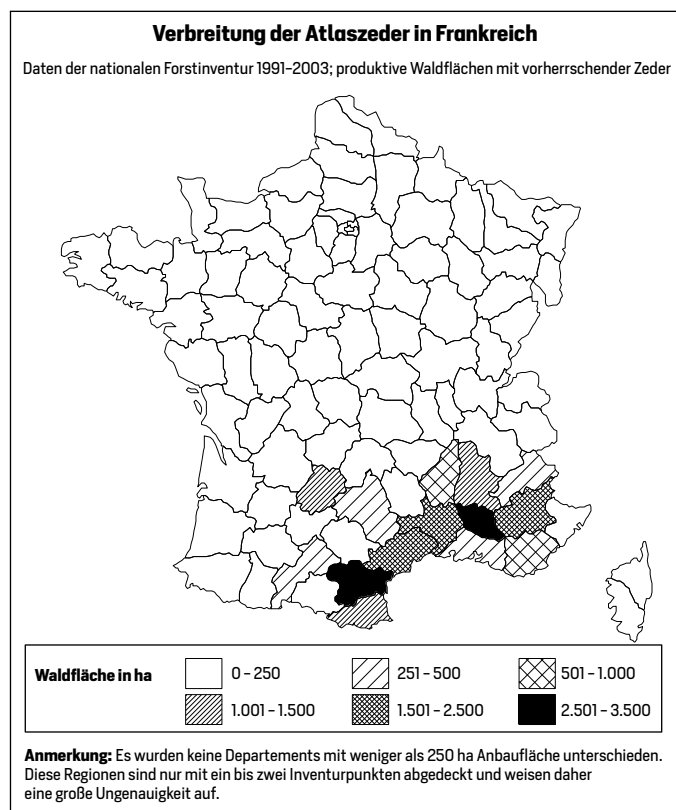 Verbreitung der Atlaszeder in Frankreich
Daten der nationalen Forstinventur 1991–2003; produktive Waldflächen mit vorherrschender Zeder
Waldfläche in ha
0 – 250
251 – 500
501 – 1.000
1.001 – 1.500
1.501 – 2.500
2.501 – 3.500
Anmerkung: Es wurden keine Departements mit weniger als 250 ha Anbaufläche unterschieden.
Diese Regionen sind nur mit ein bis zwei Inventurpunkten abgedeckt und weisen daher
eine große Ungenauigkeit auf.